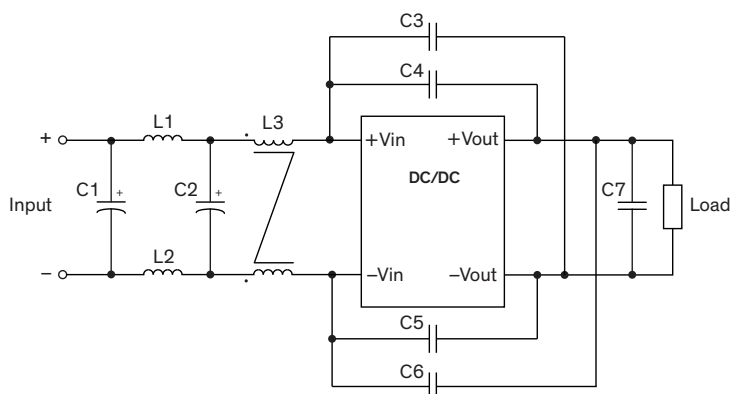 C3
C4
L1
L3
+
+Vin
+Vout
DC/DC
C1
+
C2
+
C7
Input
Load
L2
−
−Vin
−Vout
C5
C6